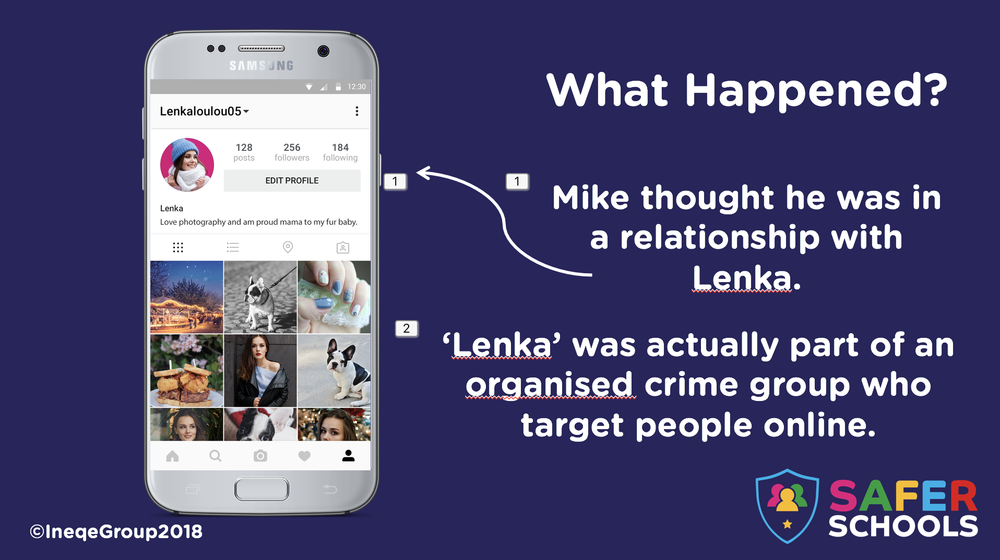 SAMSUNG
12:30
Lenkaloulou05
128 256 184
posts followers following
EDIT PROFILE
Lenka
Love photography and am proud mama to my fur baby.
What Happened?
1 1
Mike thought he was in
a relationship with
Lenka.
2
‘Lenka’ was actually part of an
organised crime group who
target people online.
©IneqeGroup2018
SAFER
SCHOOLS